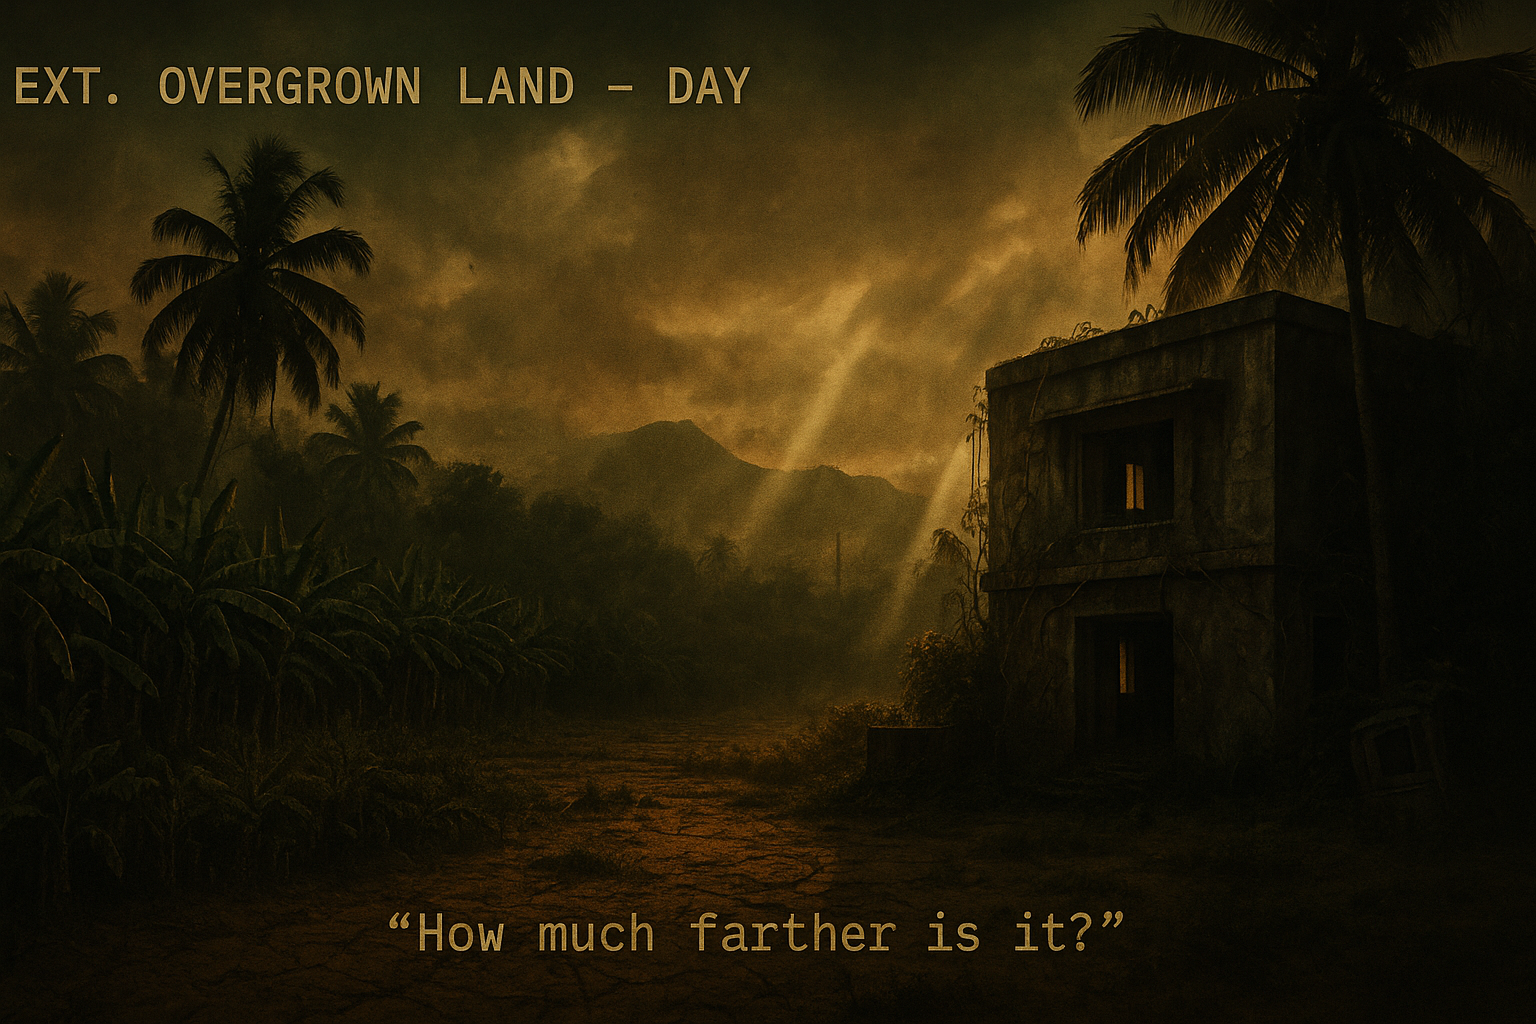 EXT. OVERGROWN LAND – DAY
“How much farther is it?”